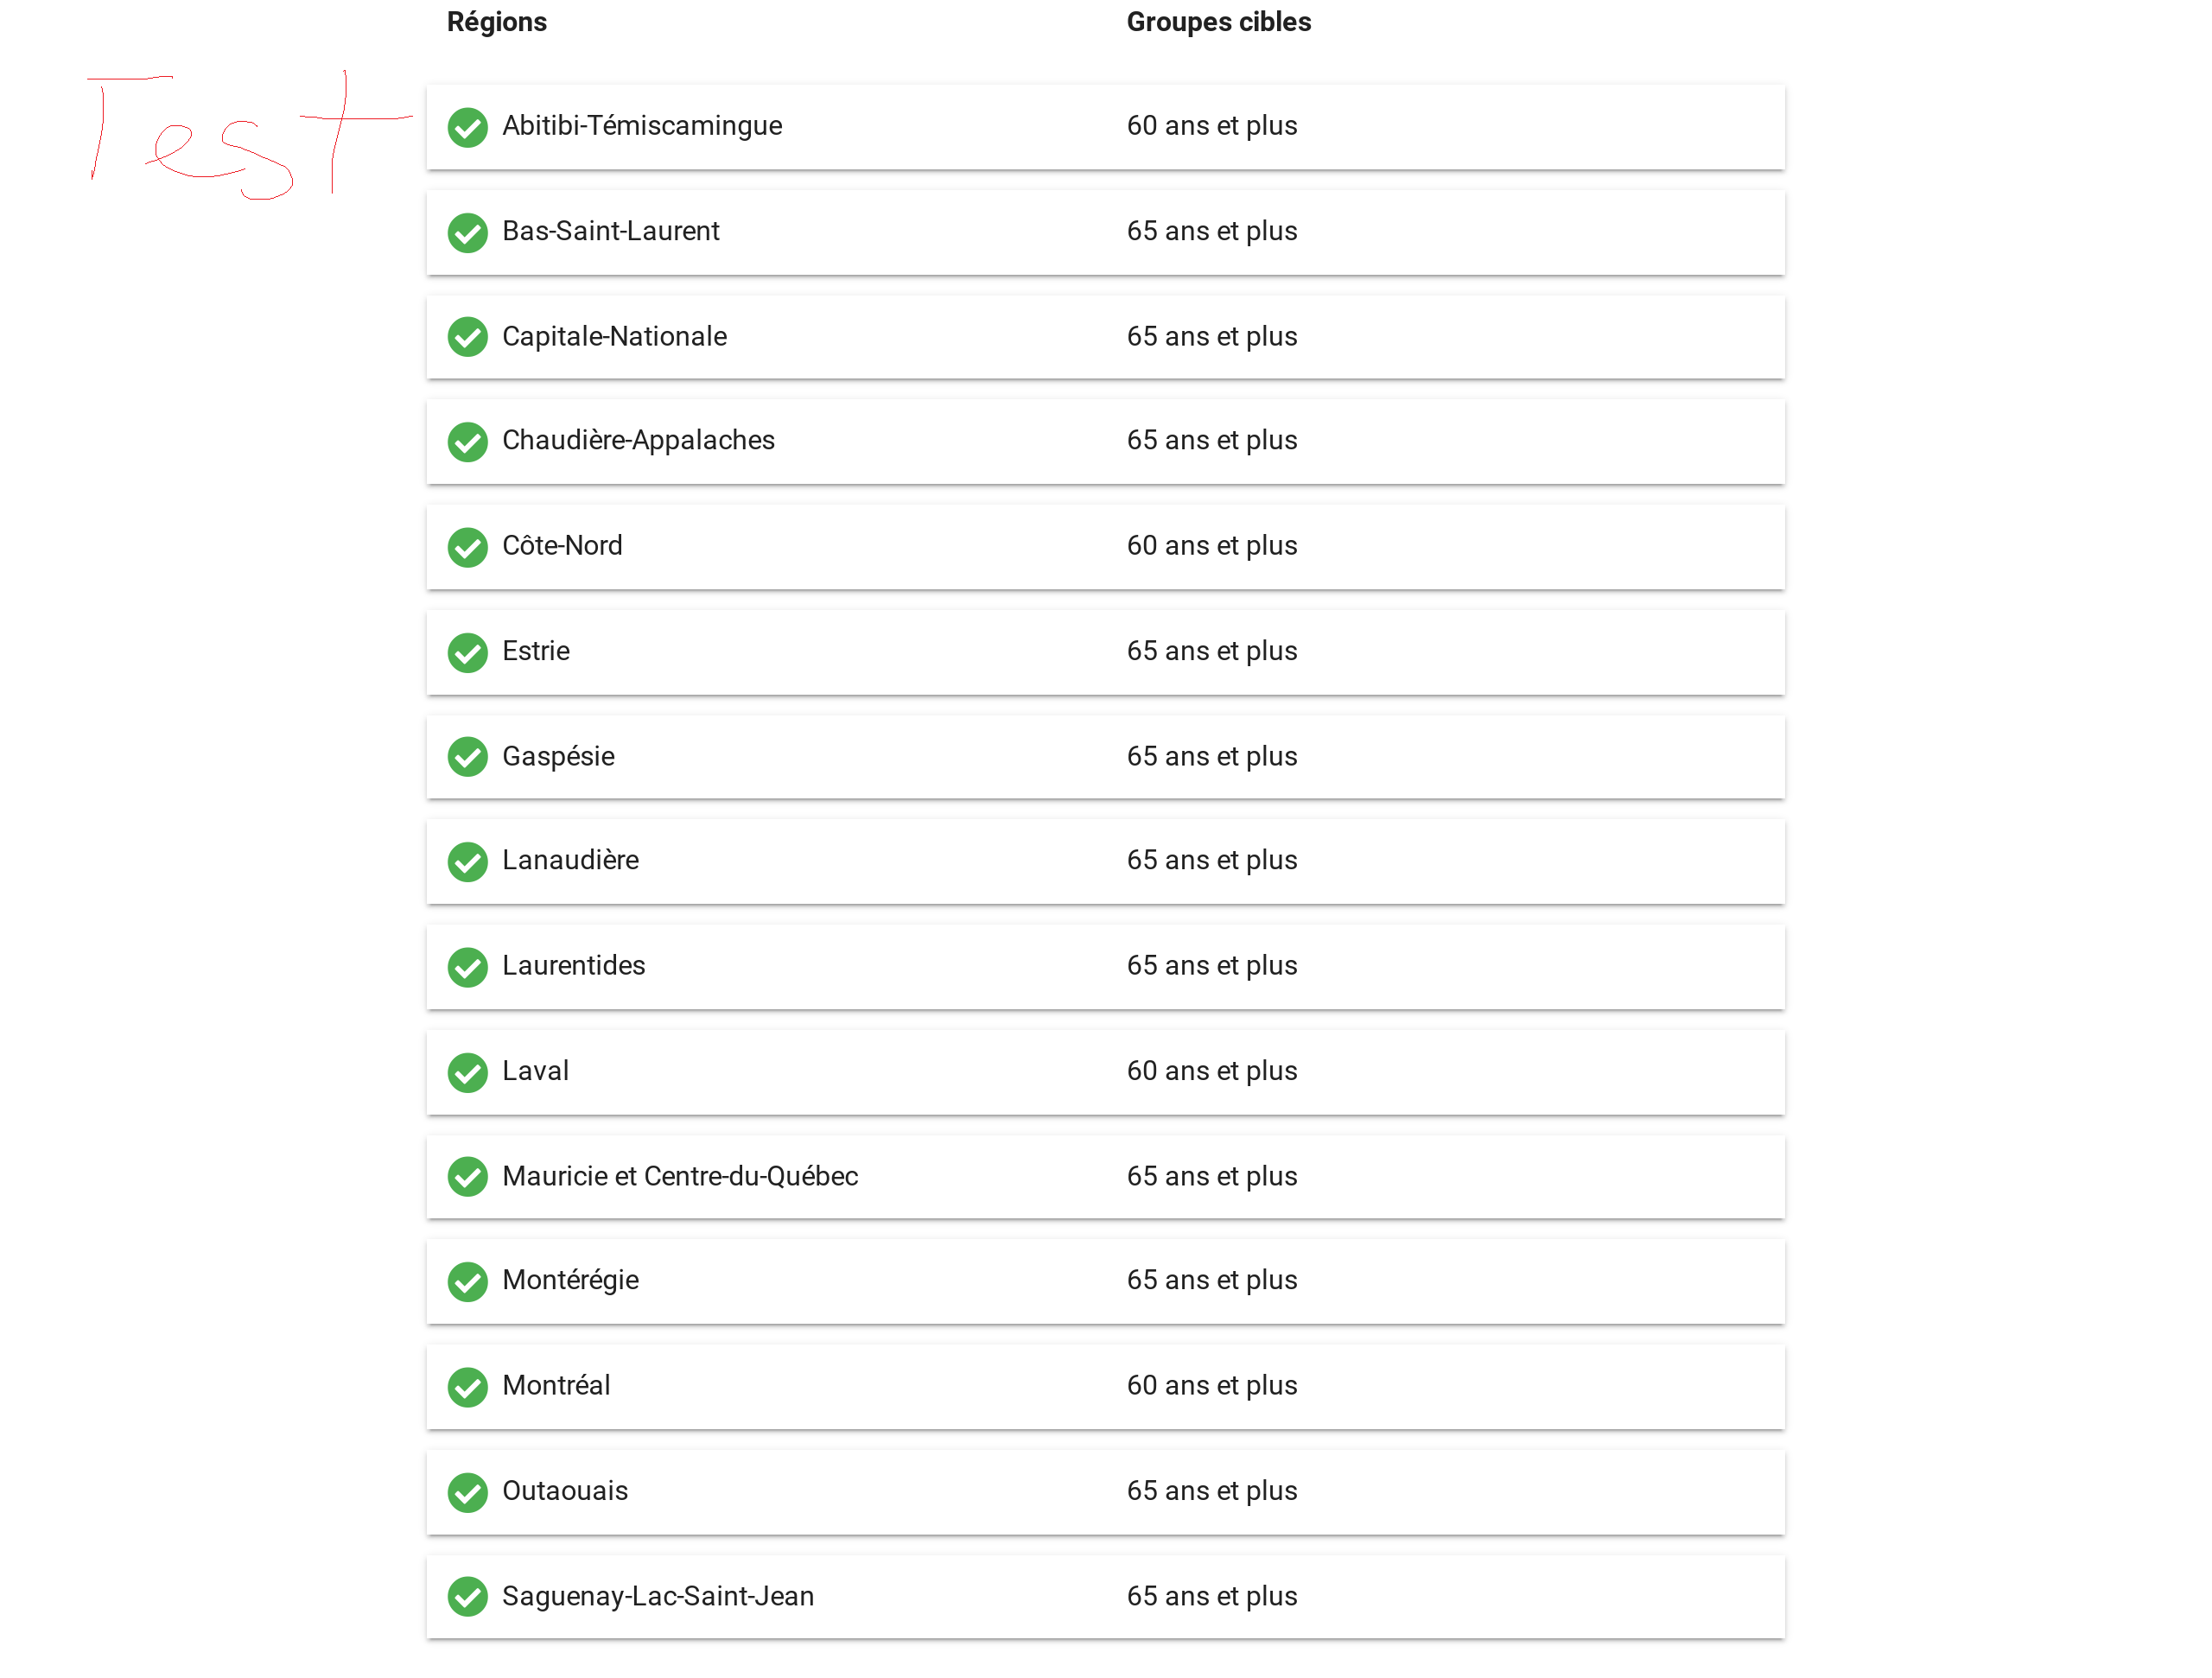 Régions Groupes cibles
Test
Abitibi-Témiscamingue 60 ans et plus
Bas-Saint-Laurent 65 ans et plus
Capitale-Nationale 65 ans et plus
Chaudière-Appalaches 65 ans et plus
Côte-Nord 60 ans et plus
Estrie 65 ans et plus
Gaspésie 65 ans et plus
Lanaudière 65 ans et plus
Laurentides 65 ans et plus
Laval 60 ans et plus
Mauricie et Centre-du-Québec 65 ans et plus
Montérégie 65 ans et plus
Montréal 60 ans et plus
Outaouais 65 ans et plus
Saguenay-Lac-Saint-Jean 65 ans et plus